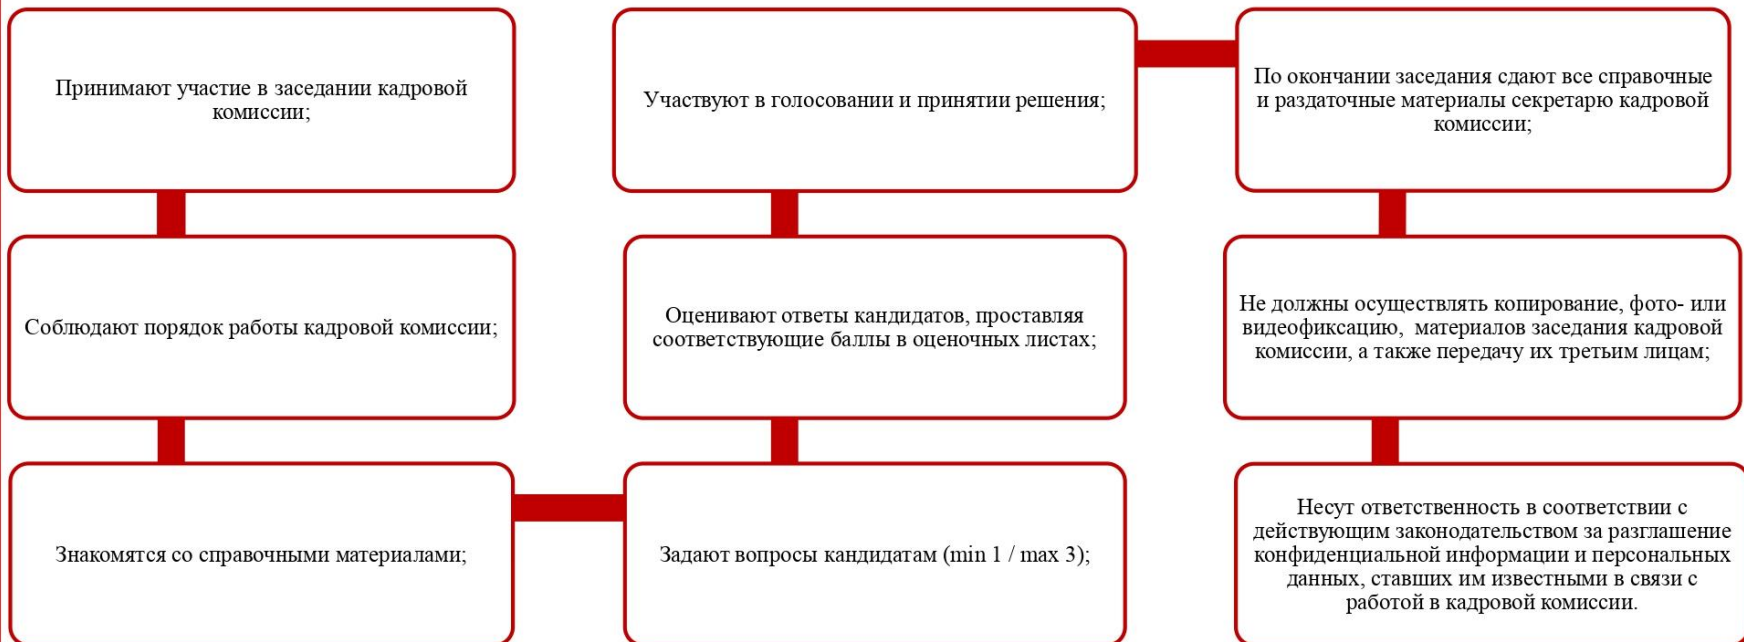 Принимают участие в заседании кадровой
комиссии;
Соблюдают порядок работы кадровой комиссии;
Знакомятся со справочными материалами;
Задают вопросы кандидатам (min 1 / max 3);
Оценивают ответы кандидатов, проставляя
соответствующие баллы в оценочных листах;
Участвуют в голосовании и принятии решения;
По окончании заседания сдают все справочные
и раздаточные материалы секретарю кадровой
комиссии;
Не должны осуществлять копирование, фото- или
видеофиксацию,  материалов заседания кадровой
комиссии, а также передачу их третьим лицам;
Несут ответственность в соответствии с
действующим законодательством за разглашение
конфиденциальной информации и персональных
данных, ставших им известными в связи с
работой в кадровой комиссии.